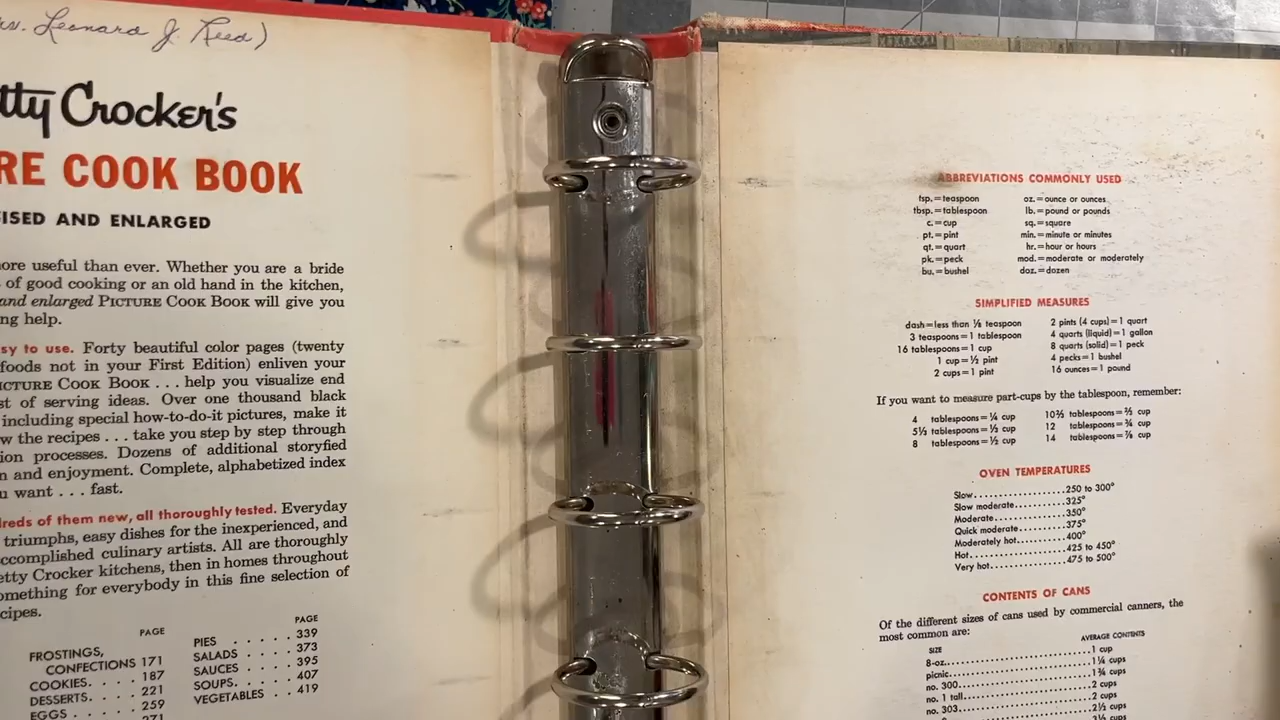 Leonard J. Reed)
Betty Crocker's
RE COOK BOOK
ISED AND ENLARGED
ore useful than ever. Whether you are a bride
of good cooking or an old hand in the kitchen,
and enlarged PICTURE COOK BOOK will give you
ng help.
sy to use. Forty beautiful color pages (twenty
foods not in your First Edition) enliven your
ICTURE COOK BOOK . . . help you visualize end
st of serving ideas. Over one thousand black
including special how-to-do-it pictures, make it
w the recipes . . . take you step by step through
ion processes. Dozens of additional storyfied
n and enjoyment. Complete, alphabetized index
u want . . . fast.
dreds of them new, all thoroughly tested. Everyday
triumphs, easy dishes for the inexperienced, and
ccomplished culinary artists. All are thoroughly
etty Crocker kitchens, then in homes throughout
omething for everybody in this fine selection of
cipes.
PAGE
FROSTINGS,
CONFECTIONS 171
COOKIES. . . . . 187
DESSERTS. . . . . 221
EGGS . . . . . . 259
271
PAGE
PIES . . . . . 339
SALADS . . . . 373
SAUCES . . . . 395
SOUPS. . . . . 407
VEGETABLES . . 419
ABBREVIATIONS COMMONLY USED
tsp.=teaspoon
tbsp.=tablespoon
c.=cup
pt.=pint
qt.=quart
pk.=peck
bu.=bushel
oz.=ounce or ounces
lb.=pound or pounds
sq.=square
min.=minute or minutes
hr.=hour or hours
mod.=moderate or moderately
doz.=dozen
SIMPLIFIED MEASURES
dash=less than ⅛ teaspoon
3 teaspoons=1 tablespoon
16 tablespoons=1 cup
1 cup=½ pint
2 cups=1 pint
2 pints (4 cups)=1 quart
4 quarts (liquid)=1 gallon
8 quarts (solid)=1 peck
4 pecks=1 bushel
16 ounces=1 pound
If you want to measure part-cups by the tablespoon, remember:
4 tablespoons=¼ cup
5⅓ tablespoons=⅓ cup
8 tablespoons=½ cup
10⅔ tablespoons=⅔ cup
12 tablespoons=¾ cup
14 tablespoons=⅞ cup
OVEN TEMPERATURES
Slow....................250 to 300°
Slow moderate............325°
Moderate.................350°
Quick moderate...........375°
Moderately hot...........400°
Hot.....................425 to 450°
Very hot................475 to 500°
CONTENTS OF CANS
Of the different sizes of cans used by commercial canners, the
most common are:
SIZE AVERAGE CONTENTS
8-oz.............................1 cup
picnic...........................1¼ cups
no. 300..........................1¾ cups
no. 1 tall.......................2 cups
no. 303..........................2 cups
2½ cups